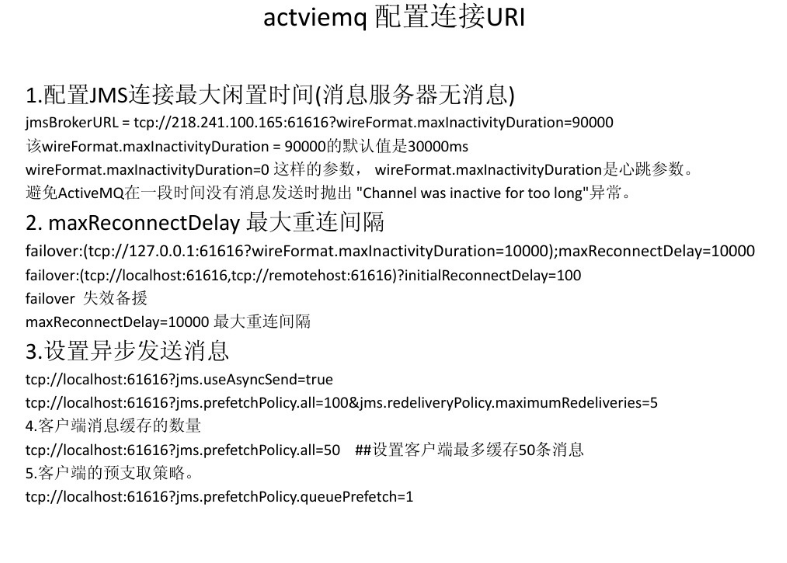 actviemq 配置连接URI
1.配置JMS连接最大闲置时间(消息服务器无消息)
jmsBrokerURL = tcp://218.241.100.165:61616?wireFormat.maxInactivityDuration=90000
该wireFormat.maxInactivityDuration = 90000的默认值是30000ms
wireFormat.maxInactivityDuration=0 这样的参数， wireFormat.maxInactivityDuration是心跳参数。
避免ActiveMQ在一段时间没有消息发送时抛出 "Channel was inactive for too long"异常。
2. maxReconnectDelay 最大重连间隔
failover:(tcp://127.0.0.1:61616?wireFormat.maxInactivityDuration=10000);maxReconnectDelay=10000
failover:(tcp://localhost:61616,tcp://remotehost:61616)?initialReconnectDelay=100
failover 失效备援
maxReconnectDelay=10000 最大重连间隔
3.设置异步发送消息
tcp://localhost:61616?jms.useAsyncSend=true
tcp://localhost:61616?jms.prefetchPolicy.all=100&jms.redeliveryPolicy.maximumRedeliveries=5
4.客户端消息缓存的数量
tcp://localhost:61616?jms.prefetchPolicy.all=50 ##设置客户端最多缓存50条消息
5.客户端的预支取策略。
tcp://localhost:61616?jms.prefetchPolicy.queuePrefetch=1